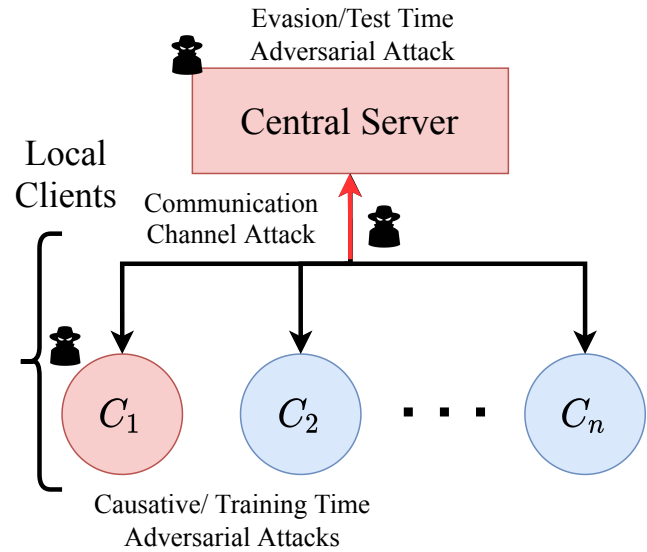 Evasion/Test Time
Adversarial Attack
Central Server
Local
Clients
Communication
Channel Attack
C₁
C₂
Cₙ
Causative/ Training Time
Adversarial Attacks